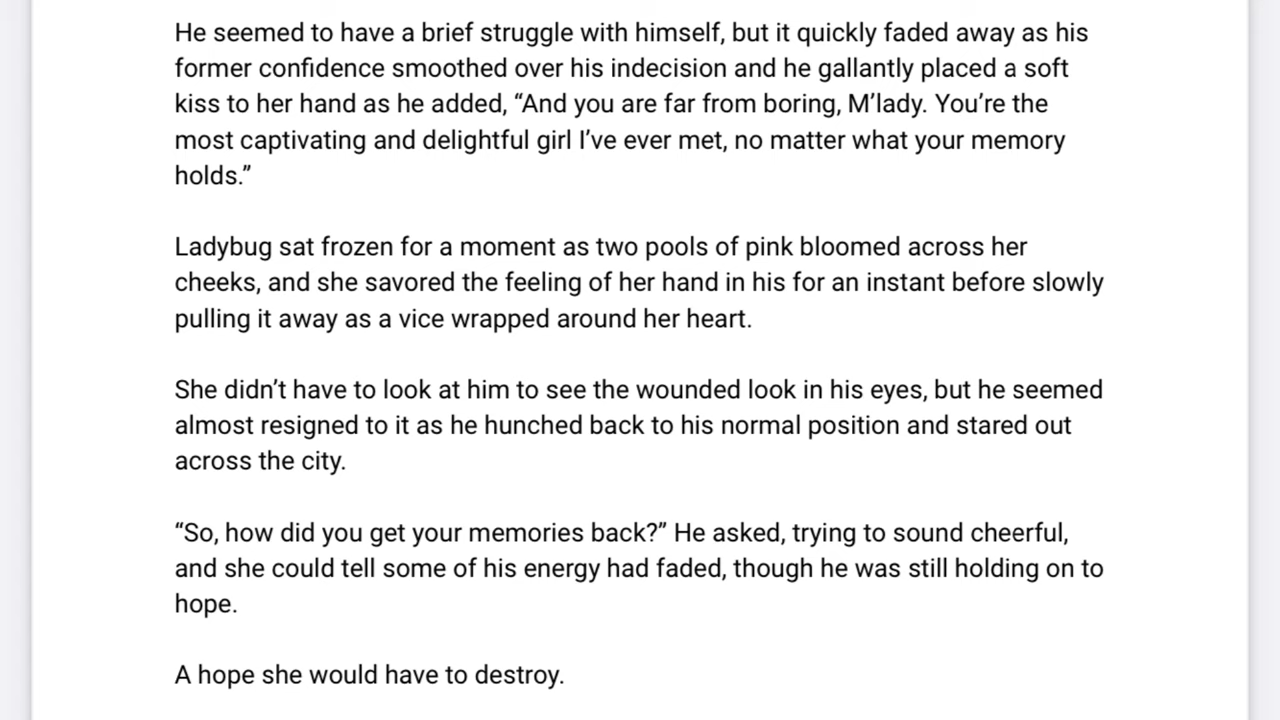 He seemed to have a brief struggle with himself, but it quickly faded away as his
former confidence smoothed over his indecision and he gallantly placed a soft
kiss to her hand as he added, “And you are far from boring, M’lady. You’re the
most captivating and delightful girl I’ve ever met, no matter what your memory
holds.”
Ladybug sat frozen for a moment as two pools of pink bloomed across her
cheeks, and she savored the feeling of her hand in his for an instant before slowly
pulling it away as a vice wrapped around her heart.
She didn’t have to look at him to see the wounded look in his eyes, but he seemed
almost resigned to it as he hunched back to his normal position and stared out
across the city.
“So, how did you get your memories back?” He asked, trying to sound cheerful,
and she could tell some of his energy had faded, though he was still holding on to
hope.
A hope she would have to destroy.